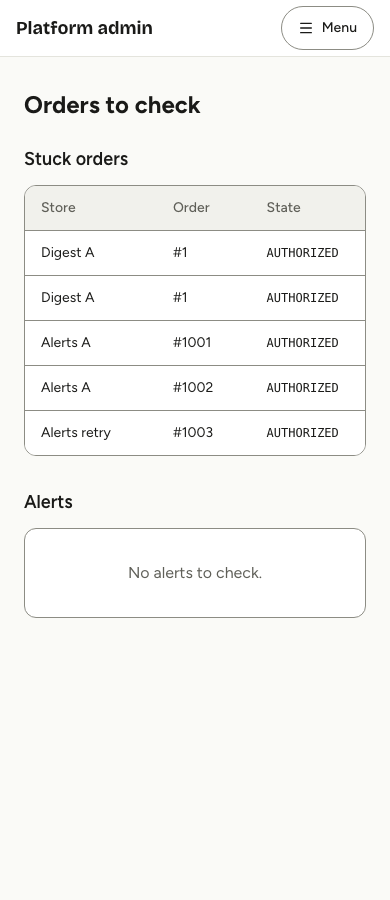 Platform admin
Menu
Orders to check
Stuck orders
Store Order State
Digest A #1 AUTHORIZED
Digest A #1 AUTHORIZED
Alerts A #1001 AUTHORIZED
Alerts A #1002 AUTHORIZED
Alerts retry #1003 AUTHORIZED
Alerts
No alerts to check.